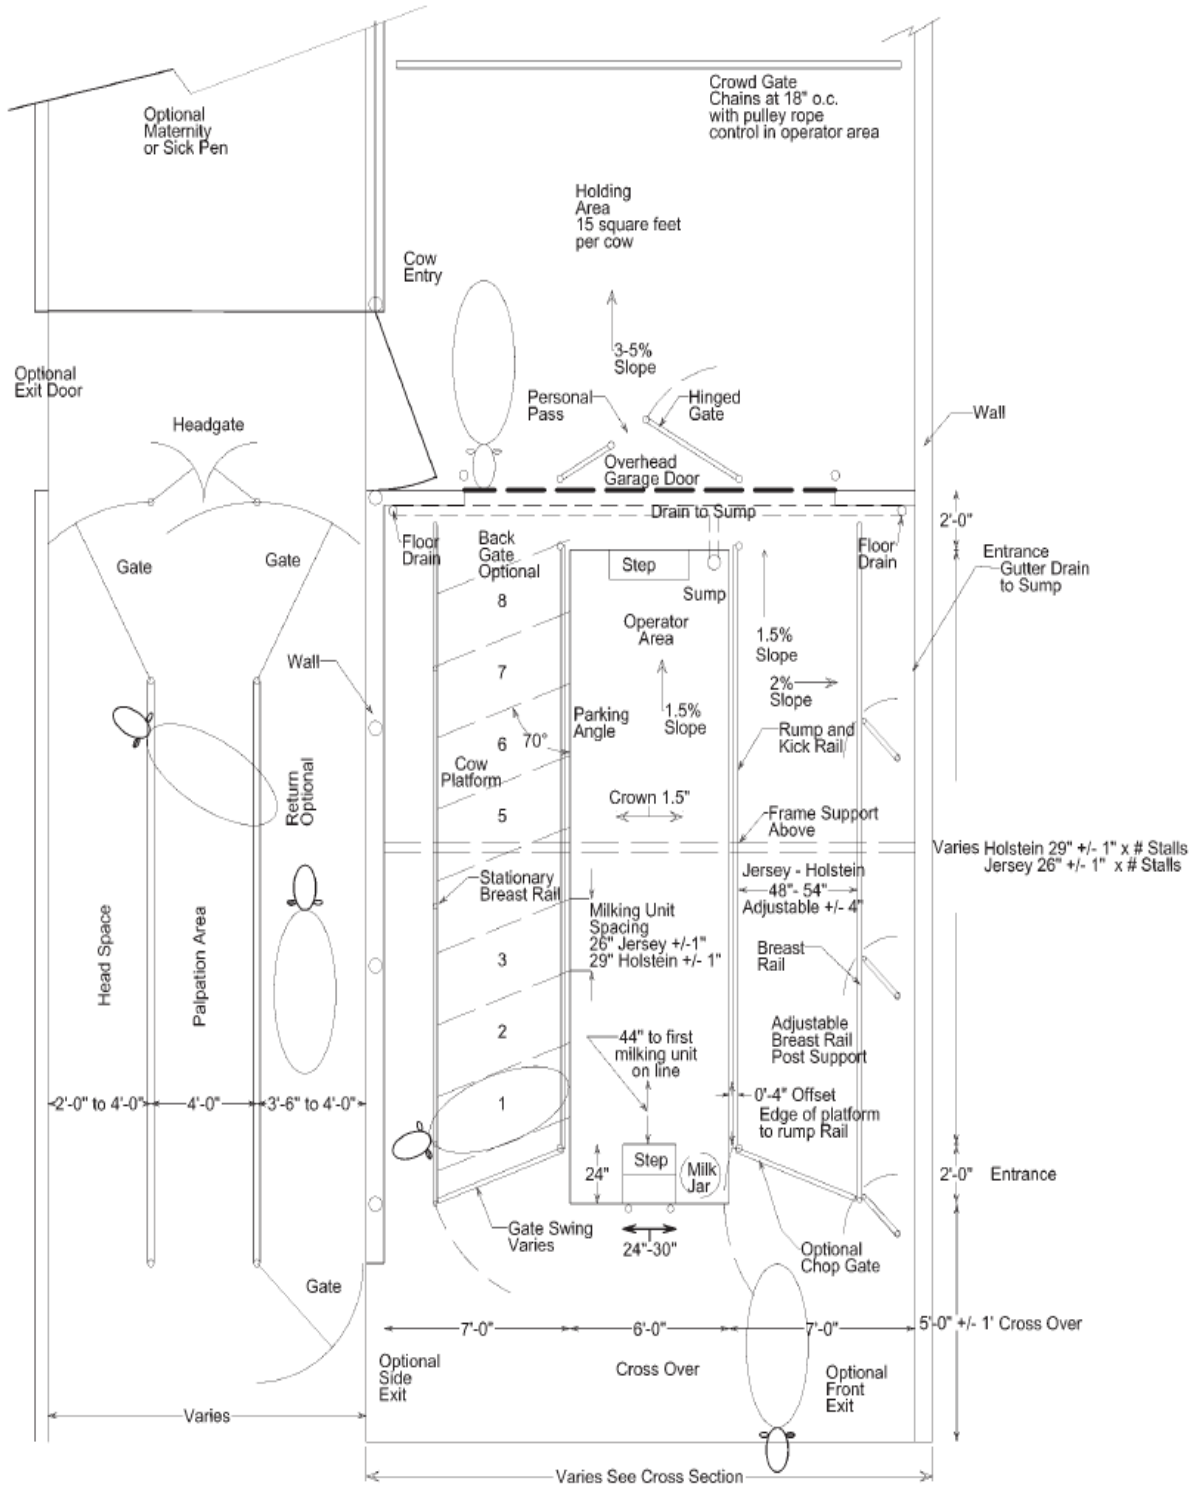 Optional
Maternity
or Sick Pen
Crowd Gate
Chains at 18" o.c.
with pulley rope
control in operator area
Holding
Area
15 square feet
per cow
Cow
Entry
3-5%
Slope
Optional
Exit Door
Personal
Pass
Hinged
Gate
Wall
Headgate
Overhead
Garage Door
Drain to Sump
2'-0"
Floor
Drain
Back
Gate
Optional
Floor
Drain
Entrance
Gutter Drain
to Sump
Gate
Gate
Step
Sump
8
Operator
Area
1.5%
Slope
Wall
7
2%
Slope
Parking
Angle
1.5%
Slope
Rump and
Kick Rail
70°
6
Cow
Platform
Return
Optional
Crown 1.5"
5
Frame Support
Above
Varies Holstein 29" +/- 1" x # Stalls
Jersey 26" +/- 1" x # Stalls
Stationary
Breast Rail
Jersey - Holstein
48"- 54"
Adjustable +/- 4"
Head Space
Palpation Area
Milking Unit
Spacing
26" Jersey +/-1"
29" Holstein +/- 1"
3
Breast
Rail
2
44" to first
milking unit
on line
Adjustable
Breast Rail
Post Support
2'-0" to 4'-0"
4'-0"
3'-6" to 4'-0"
1
0'-4" Offset
Edge of platform
to rump Rail
24"
Step
Milk
Jar
2'-0" Entrance
Gate Swing
Varies
24"-30"
Optional
Chop Gate
Gate
7'-0"
6'-0"
7'-0"
5'-0" +/- 1' Cross Over
Optional
Side
Exit
Cross Over
Optional
Front
Exit
Varies
Varies See Cross Section